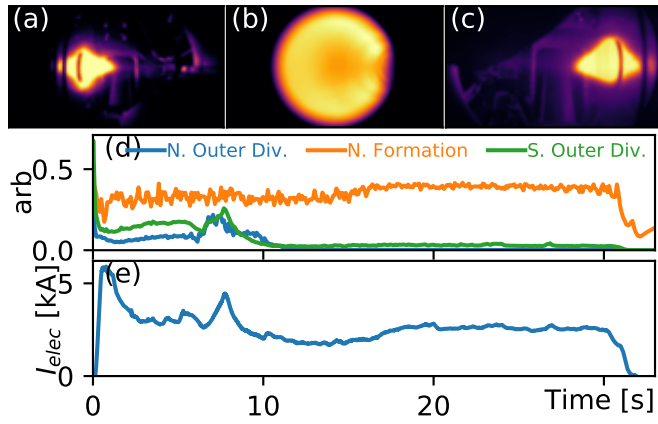 (a) (b) (c)
(d) N. Outer Div. N. Formation S. Outer Div.
0.5
arb
0.0
(e)
5
I_elec [kA]
0
0 10 20 Time [s]